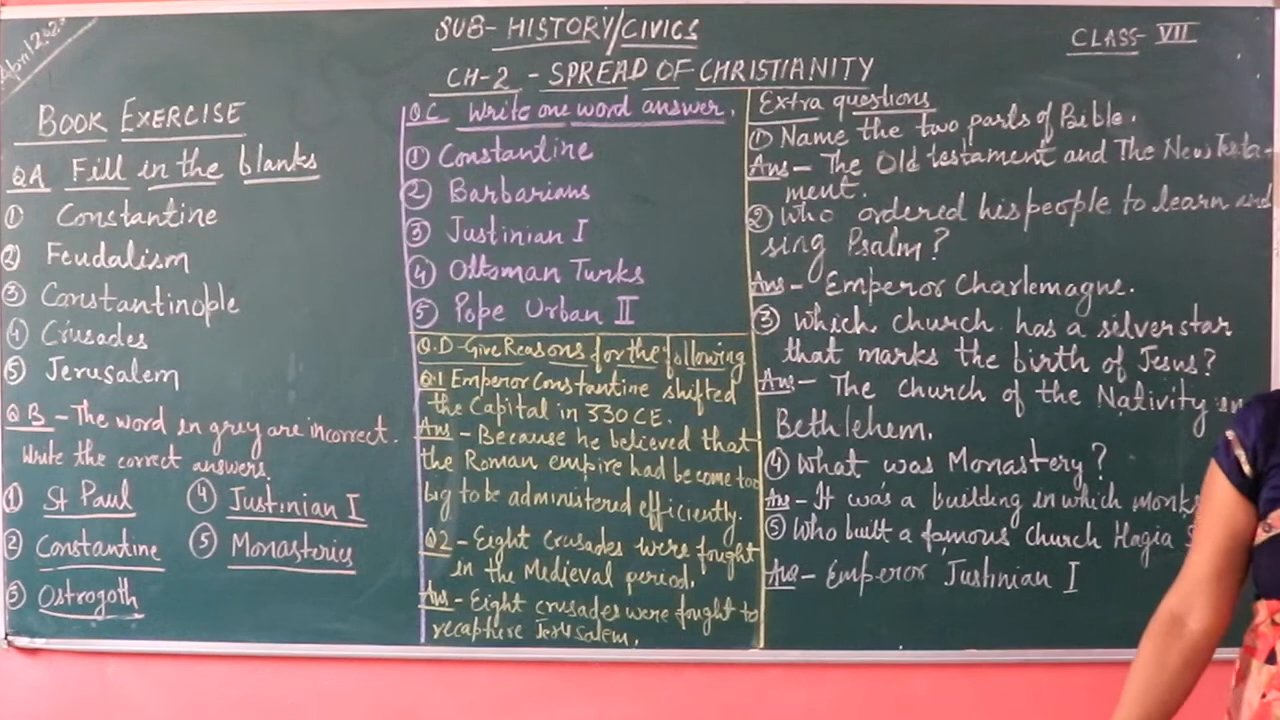 April 202
SUB- HISTORY/CIVICS
CLASS- VII
CH-2 - SPREAD OF CHRISTIANITY
BOOK EXERCISE
QA Fill in the blanks
① Constantine
② Feudalism
③ Constantinople
④ Crusades
⑤ Jerusalem
Q B - The word in grey are incorrect.
Write the correct answers.
① St Paul ④ Justinian I
② Constantine ⑤ Monasteries
③ Ostrogoth
QC Write one word answer.
① Constantine
② Barbarians
③ Justinian I
④ Ottoman Turks
⑤ Pope Urban II
Q.D-Give Reasons for the following
Q.1 Emperor Constantine shifted
the Capital in 330 CE.
Ans - Because he believed that
the Roman empire had become too
big to be administered efficiently.
Q2 - Eight crusades were fought
in the Medieval period.
Ans - Eight crusades were fought to
recapture Jerusalem.
Extra questions
① Name the two parts of Bible.
Ans - The Old testament and The New Testa-
ment.
② Who ordered his people to learn and
sing Psalm?
Ans - Emperor Charlemagne.
③ Which church has a silver star
that marks the birth of Jesus?
Ans - The church of the Nativity in
Bethlehem.
④ What was Monastery?
Ans - It was a building in which monks
⑤ Who built a famous church Hagia S
Ans - Emperor Justinian I